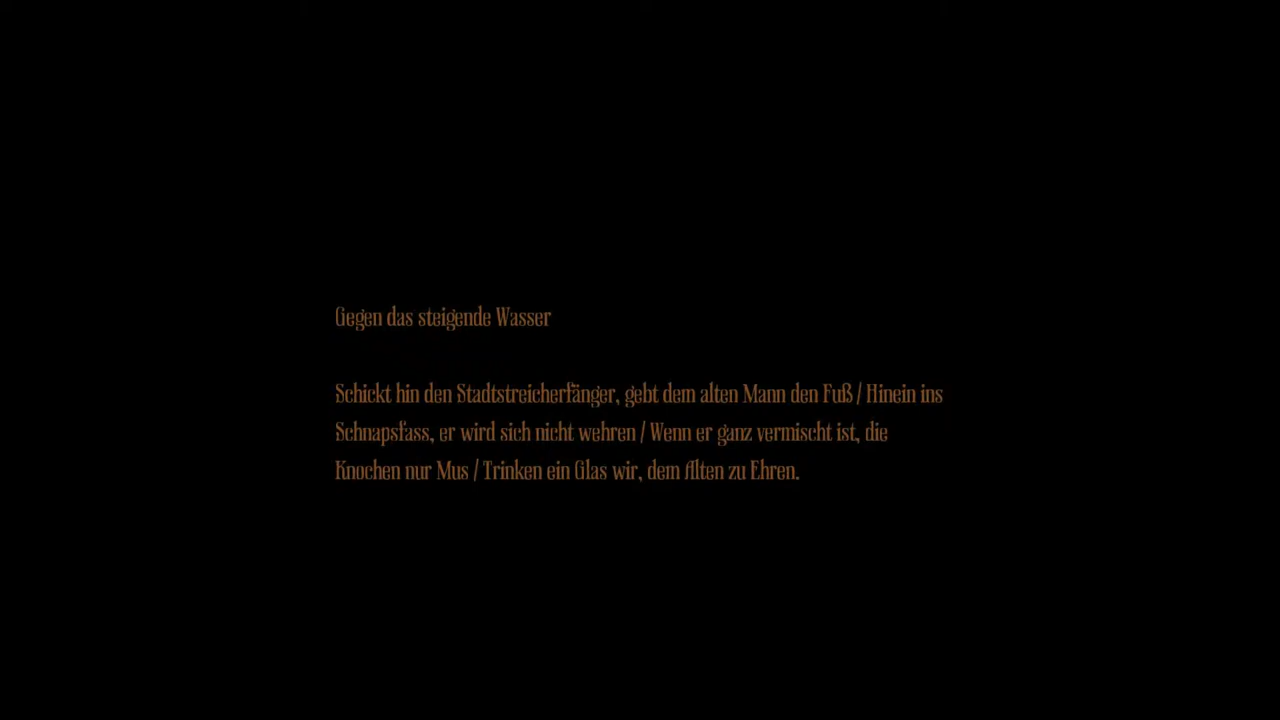 Gegen das steigende Wasser
Schickt hin den Stadtstreicherfänger, gebt dem alten Mann den Fuß / Hinein ins
Schnapsfass, er wird sich nicht wehren / Wenn er ganz vermischt ist, die
Knochen nur Mus / Trinken ein Glas wir, dem Alten zu Ehren.